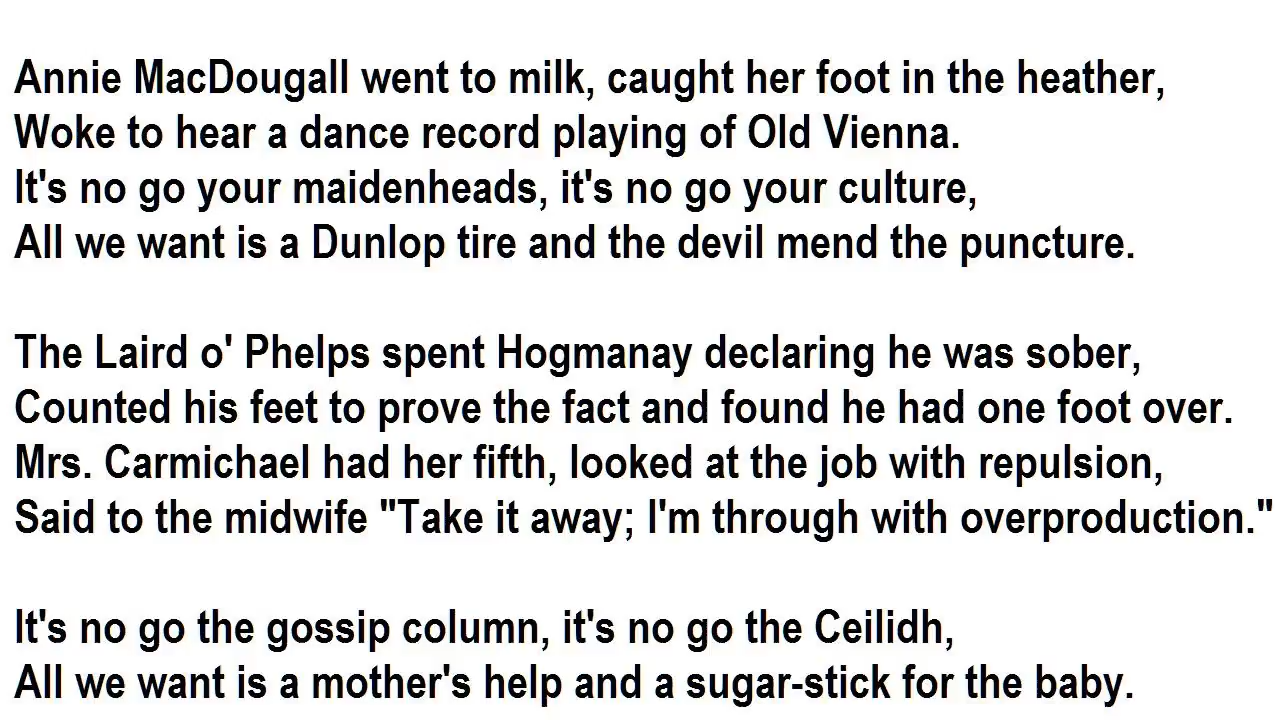 Annie MacDougall went to milk, caught her foot in the heather,
Woke to hear a dance record playing of Old Vienna.
It's no go your maidenheads, it's no go your culture,
All we want is a Dunlop tire and the devil mend the puncture.
The Laird o' Phelps spent Hogmanay declaring he was sober,
Counted his feet to prove the fact and found he had one foot over.
Mrs. Carmichael had her fifth, looked at the job with repulsion,
Said to the midwife "Take it away; I'm through with overproduction."
It's no go the gossip column, it's no go the Ceilidh,
All we want is a mother's help and a sugar-stick for the baby.